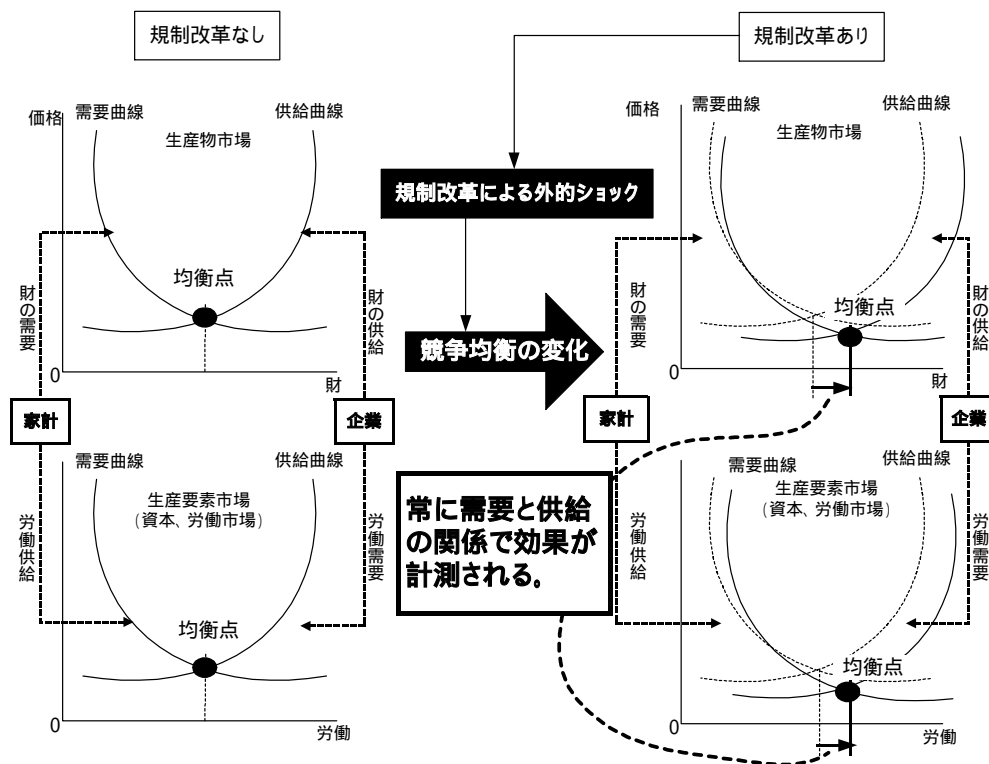 規制改革なし
規制改革あり
価格
需要曲線
供給曲線
生産物市場
均衡点
財の需要
財の供給
0
財
家計
企業
需要曲線
供給曲線
生産要素市場
(資本、労働市場)
労働供給
労働需要
均衡点
0
労働
規制改革による外的ショック
競争均衡の変化
常に需要と供給
の関係で効果が
計測される。
価格
需要曲線
供給曲線
生産物市場
均衡点
財の需要
財の供給
0
財
家計
企業
需要曲線
供給曲線
生産要素市場
(資本、労働市場)
労働供給
労働需要
均衡点
0
労働